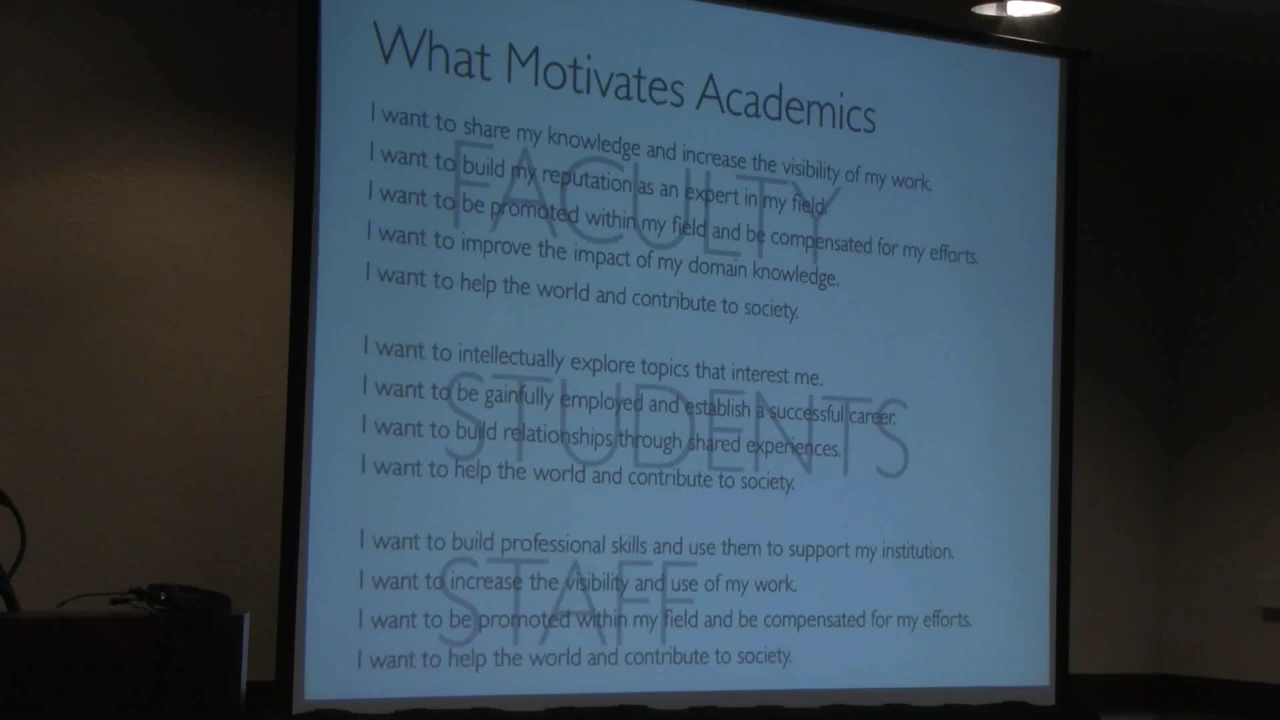 What Motivates Academics
FACULTY
I want to share my knowledge and increase the visibility of my work.
I want to build my reputation as an expert in my field.
I want to be promoted within my field and be compensated for my efforts.
I want to improve the impact of my domain knowledge.
I want to help the world and contribute to society.
STUDENTS
I want to intellectually explore topics that interest me.
I want to be gainfully employed and establish a successful career.
I want to build relationships through shared experiences.
I want to help the world and contribute to society.
STAFF
I want to build professional skills and use them to support my institution.
I want to increase the visibility and use of my work.
I want to be promoted within my field and be compensated for my efforts.
I want to help the world and contribute to society.